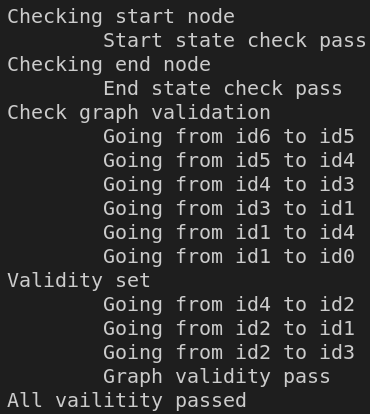 Checking start node
Start state check pass
Checking end node
End state check pass
Check graph validation
Going from id6 to id5
Going from id5 to id4
Going from id4 to id3
Going from id3 to id1
Going from id1 to id4
Going from id1 to id0
Validity set
Going from id4 to id2
Going from id2 to id1
Going from id2 to id3
Graph validity pass
All vailitity passed